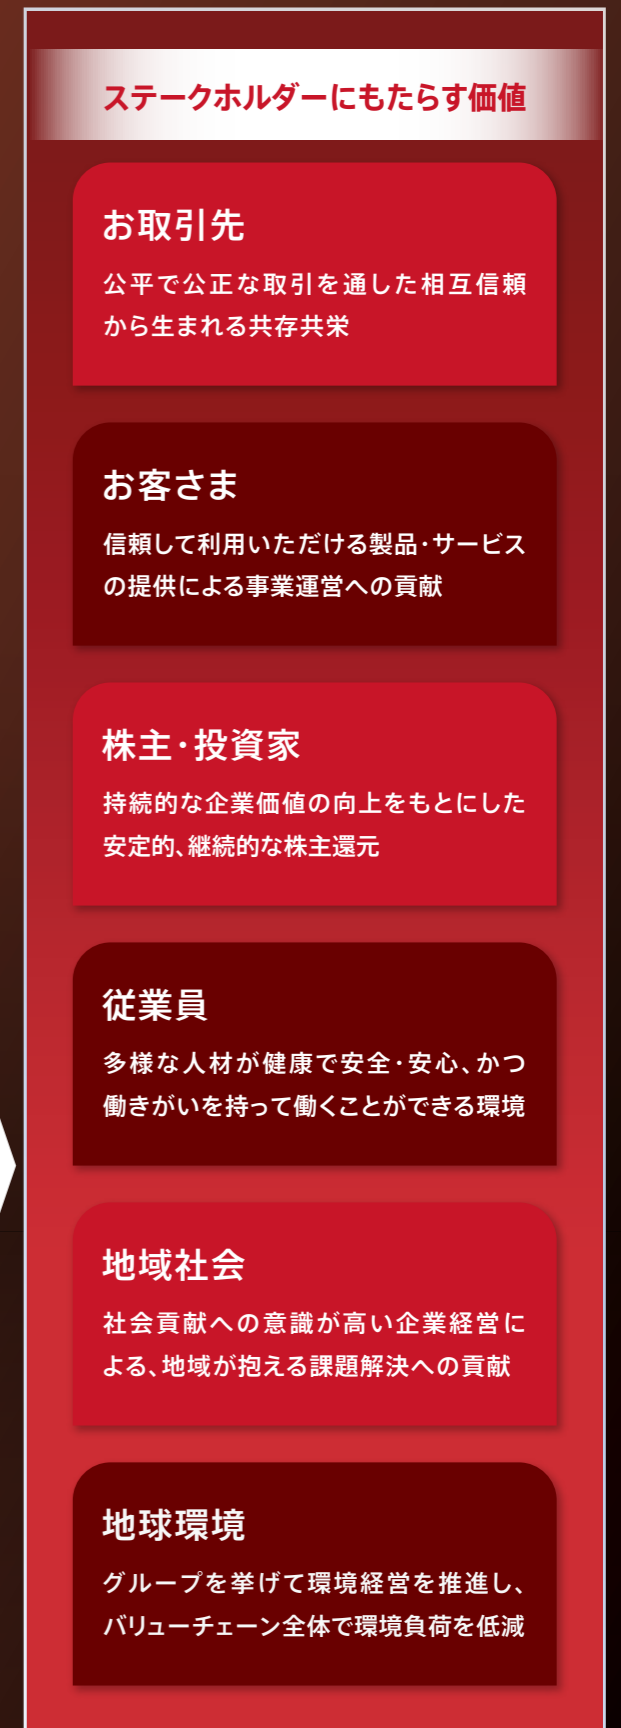 ステークホルダーにもたらす価値
お取引先
公平で公正な取引を通した相互信頼
から生まれる共存共栄
お客さま
信頼して利用いただける製品･サービス
の提供による事業運営への貢献
株主･投資家
持続的な企業価値の向上をもとにした
安定的、継続的な株主還元
従業員
多様な人材が健康で安全･安心、かつ
働きがいを持って働くことができる環境
地域社会
社会貢献への意識が高い企業経営に
よる、地域が抱える課題解決への貢献
地球環境
グループを挙げて環境経営を推進し、
バリューチェーン全体で環境負荷を低減